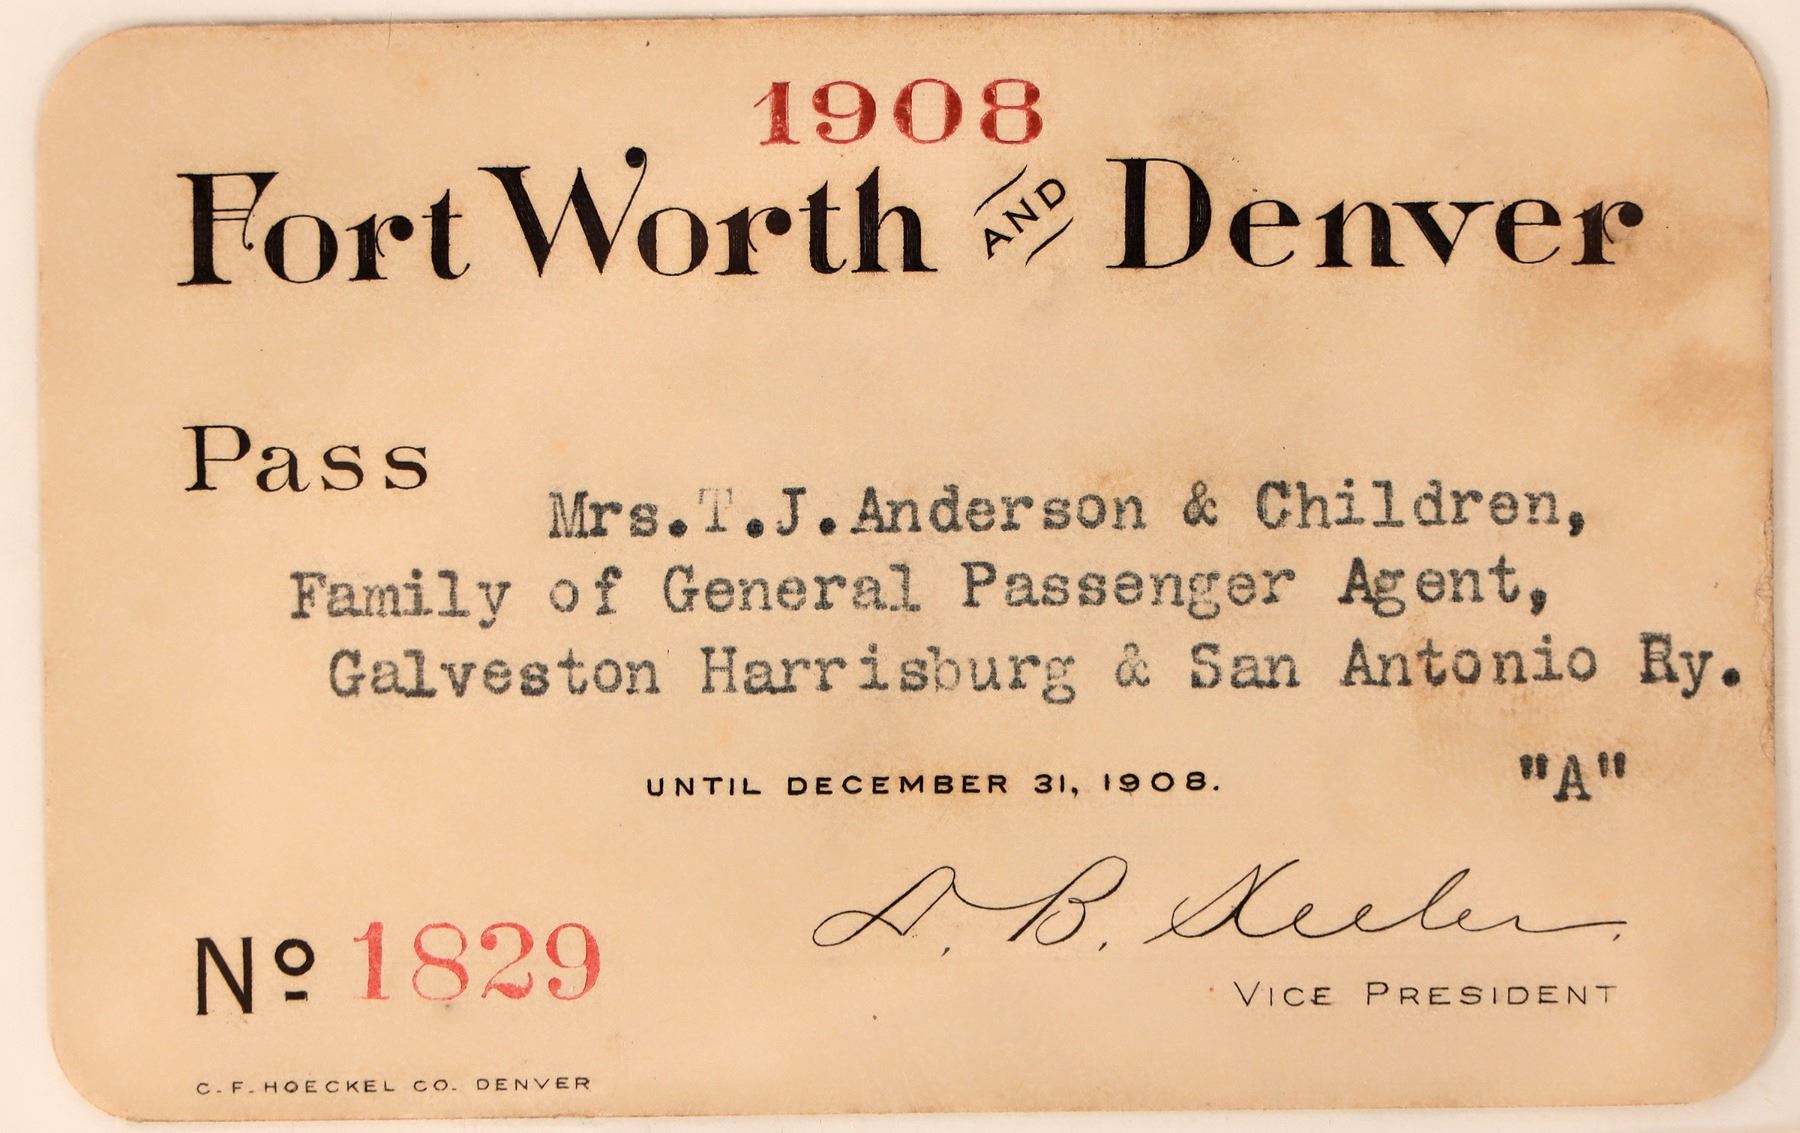 1908
Fort Worth AND Denver
Pass
Mrs.T.J.Anderson & Children,
Family of General Passenger Agent,
Galveston Harrisburg & San Antonio Ry.
UNTIL DECEMBER 31, 1908.
"A"
D. B. Keeler.
VICE PRESIDENT
No 1829
C. F. HOECKEL CO. DENVER